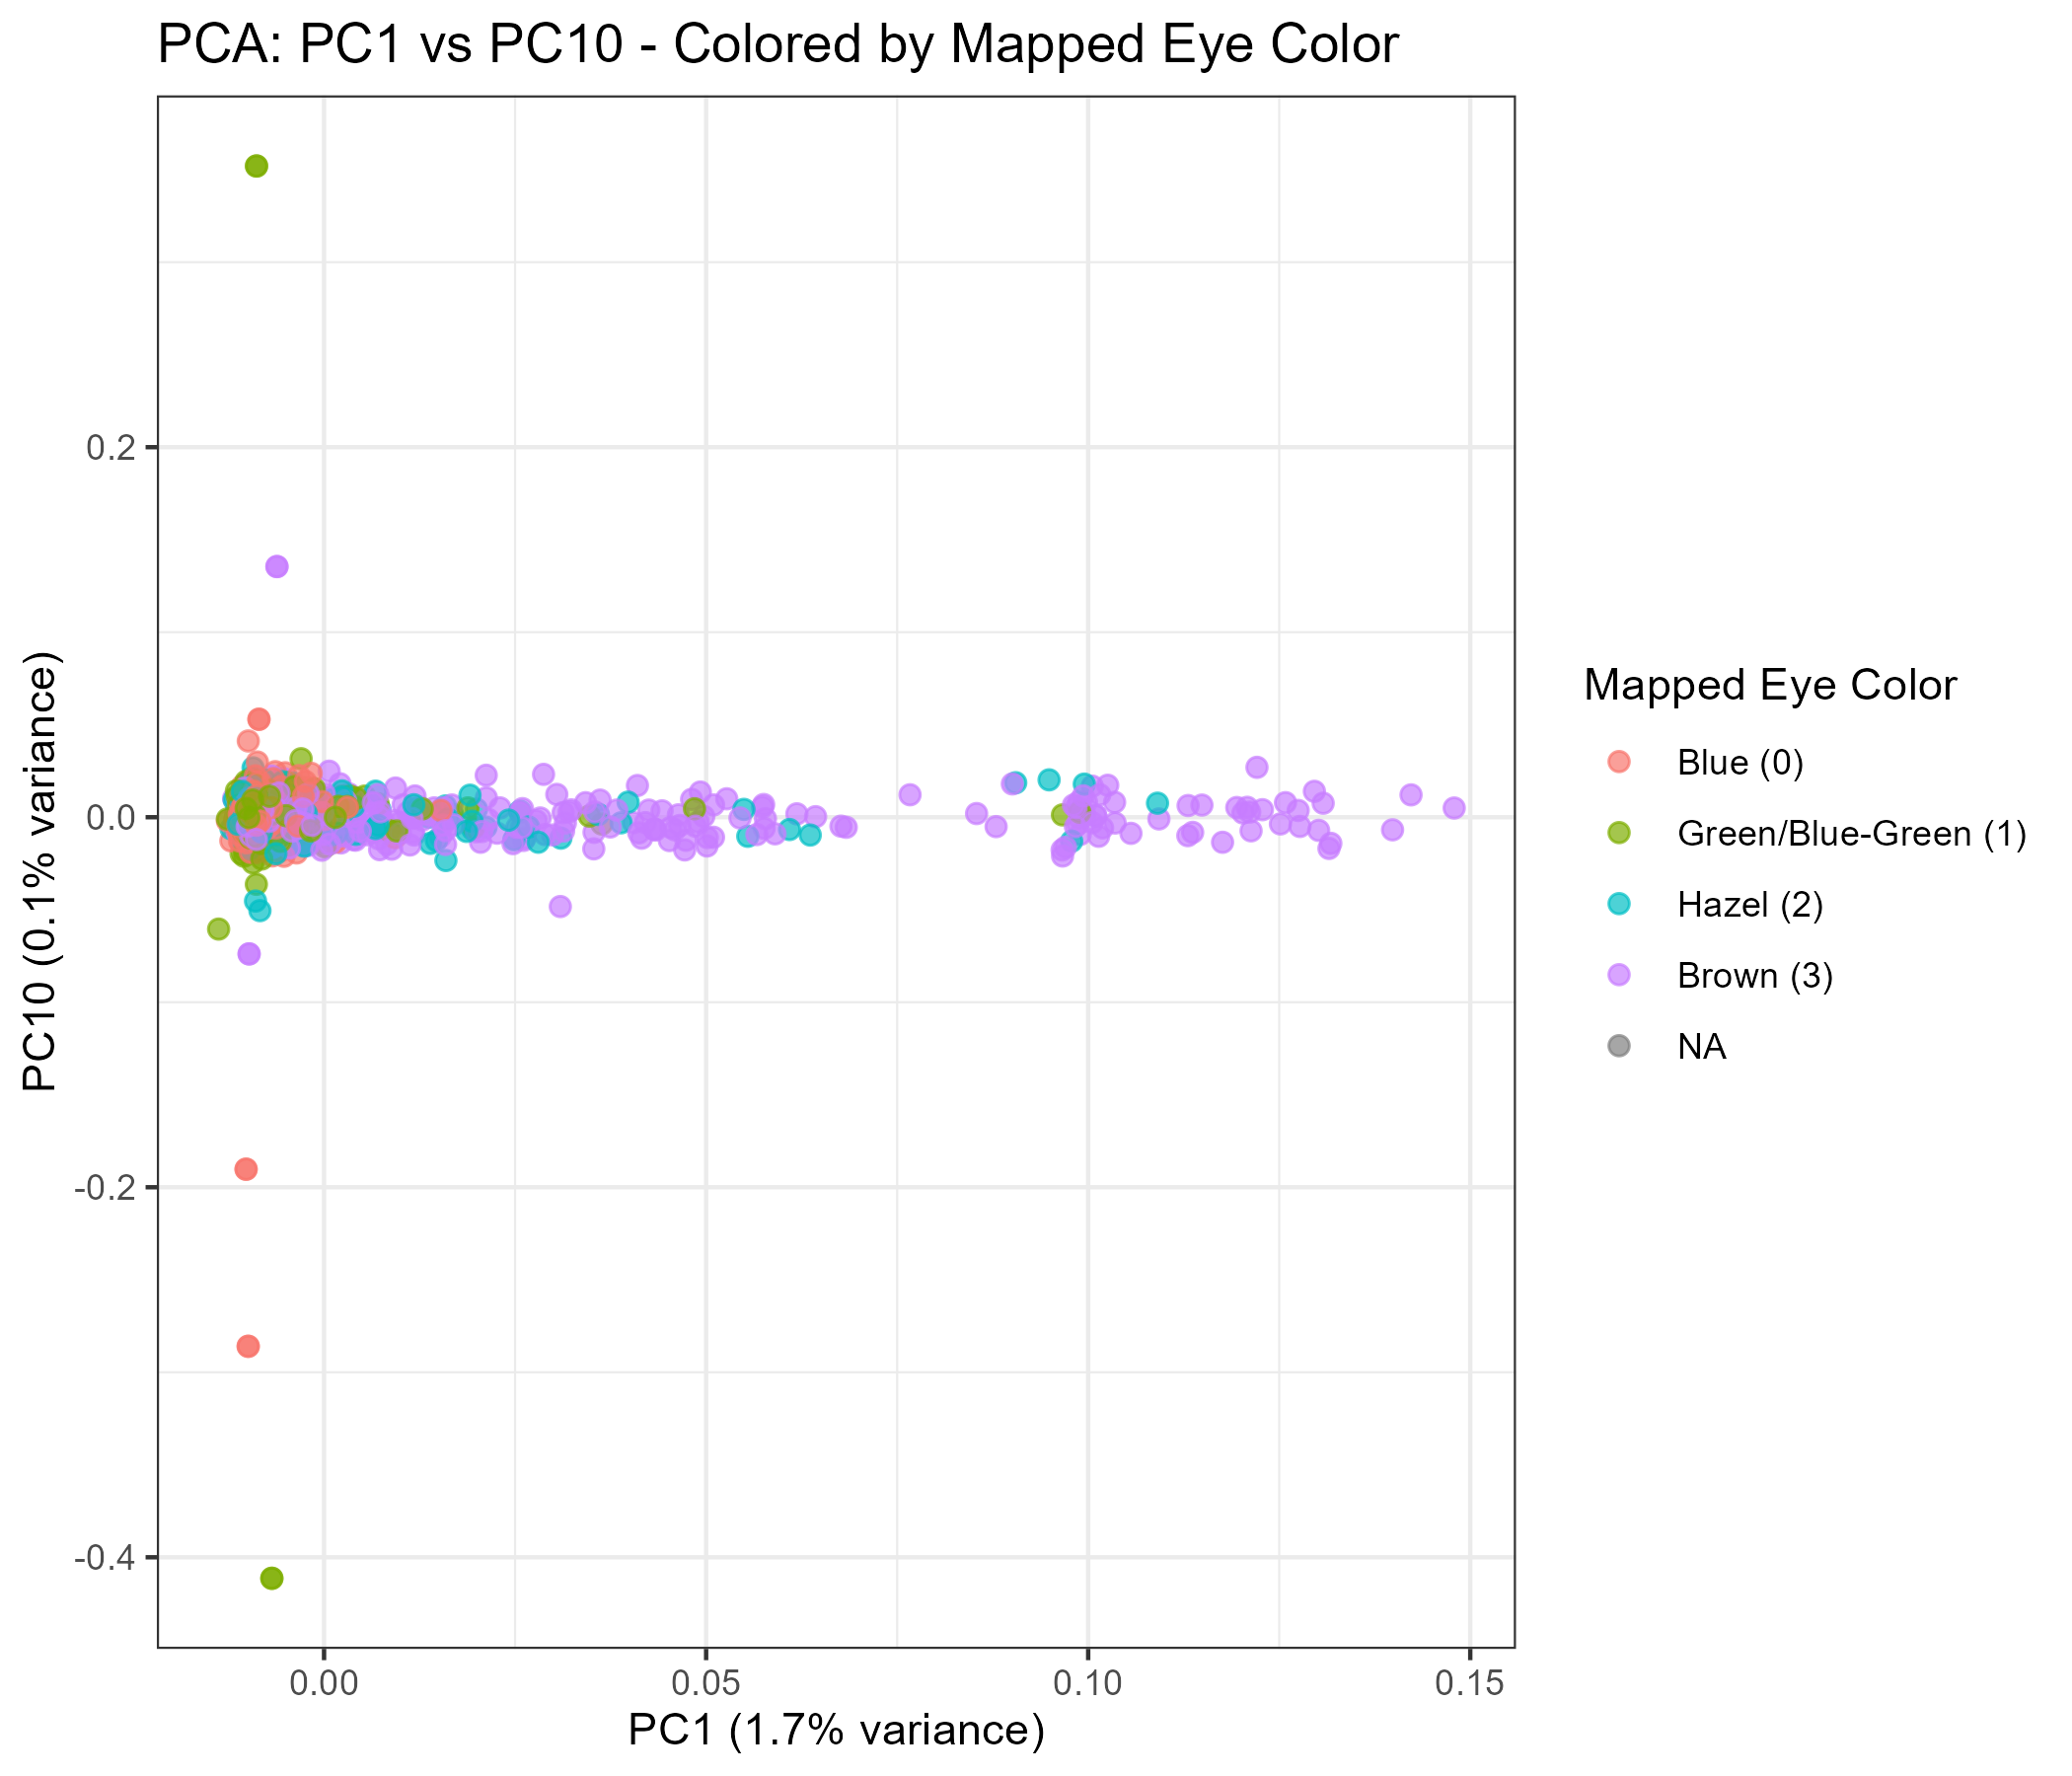 PCA: PC1 vs PC10 - Colored by Mapped Eye Color
PC10 (0.1% variance)
0.2
0.0
-0.2
-0.4
0.00
0.05
0.10
0.15
PC1 (1.7% variance)
Mapped Eye Color
Blue (0)
Green/Blue-Green (1)
Hazel (2)
Brown (3)
NA